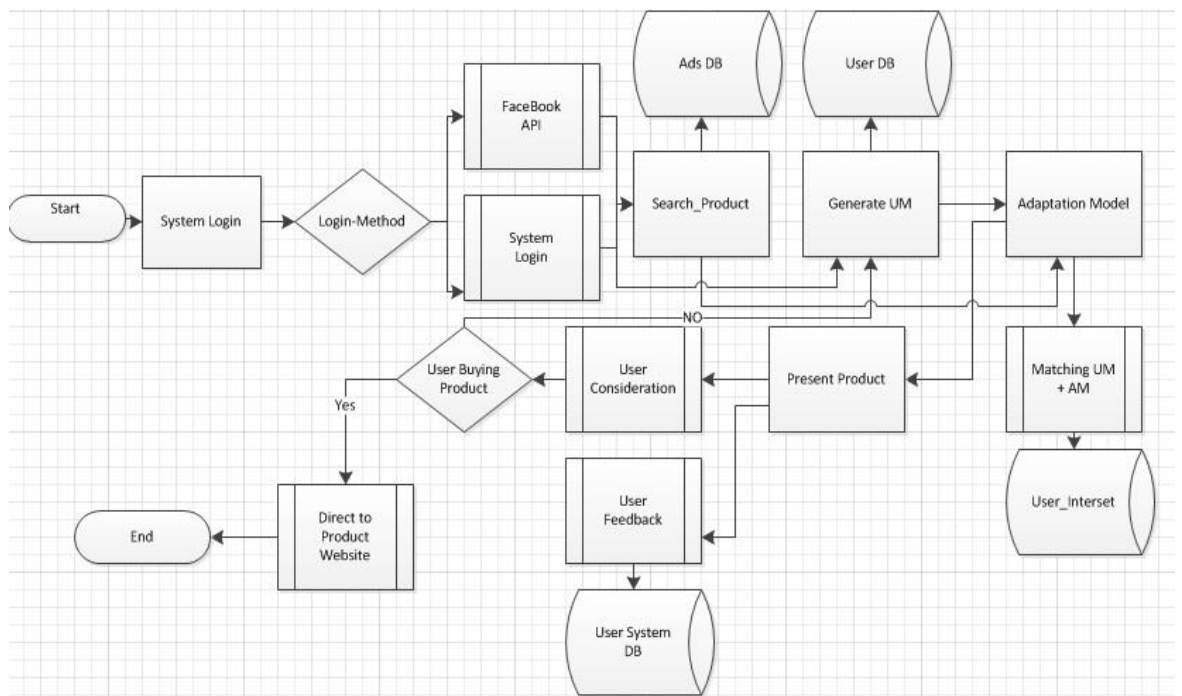 Ads DB
User DB
FaceBook
API
Start
System Login
Login-Method
System
Login
Search_Product
Generate UM
Adaptation Model
NO
User Buying
Product
User
Consideration
Present Product
Matching UM
+ AM
Yes
User
Feedback
User_Interset
End
Direct to
Product
Website
User System
DB